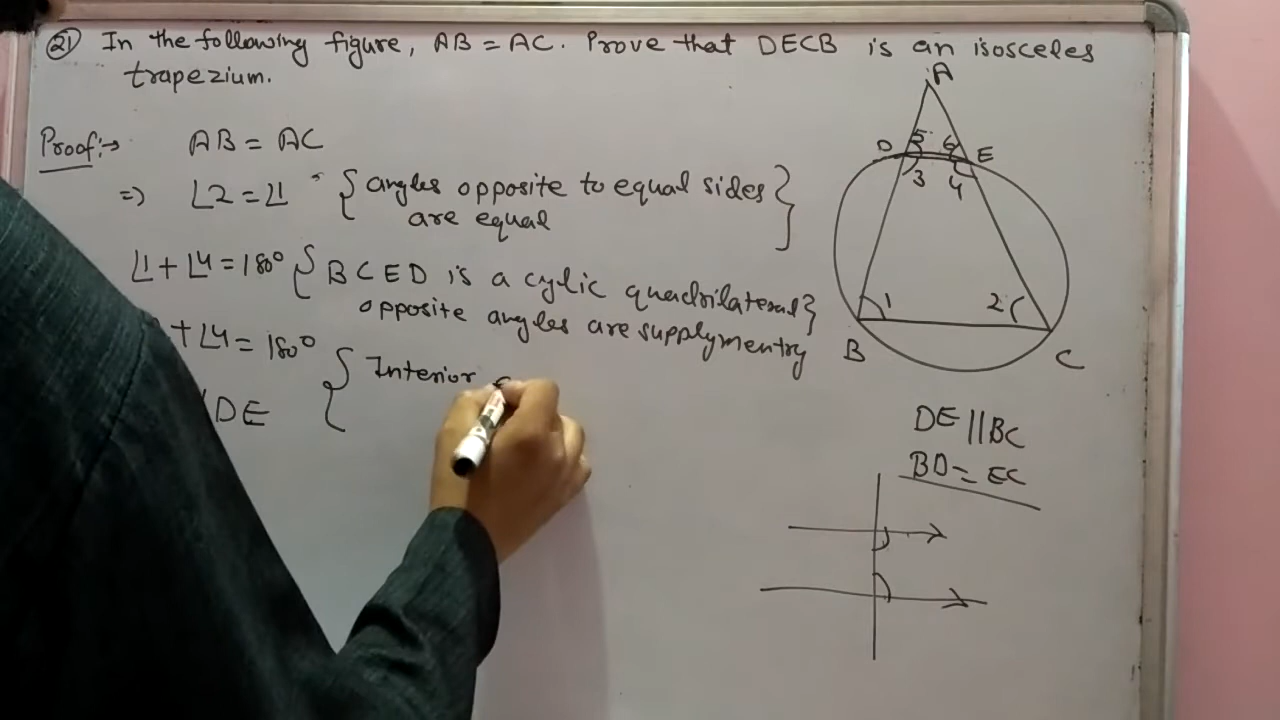 21 In the following figure, AB = AC. Prove that DECB is an isosceles
trapezium.
Proof:→ AB = AC
=> ∠2 = ∠1 { angles opposite to equal sides
are equal }
∠1 + ∠4 = 180° { BCED is a cyclic quadrilateral }
opposite angles are supplymentry
+ ∠4 = 180°
{ Interior
DE
A
D 5 6 E
3 4
1 2
B C
DE || BC
BD = EC